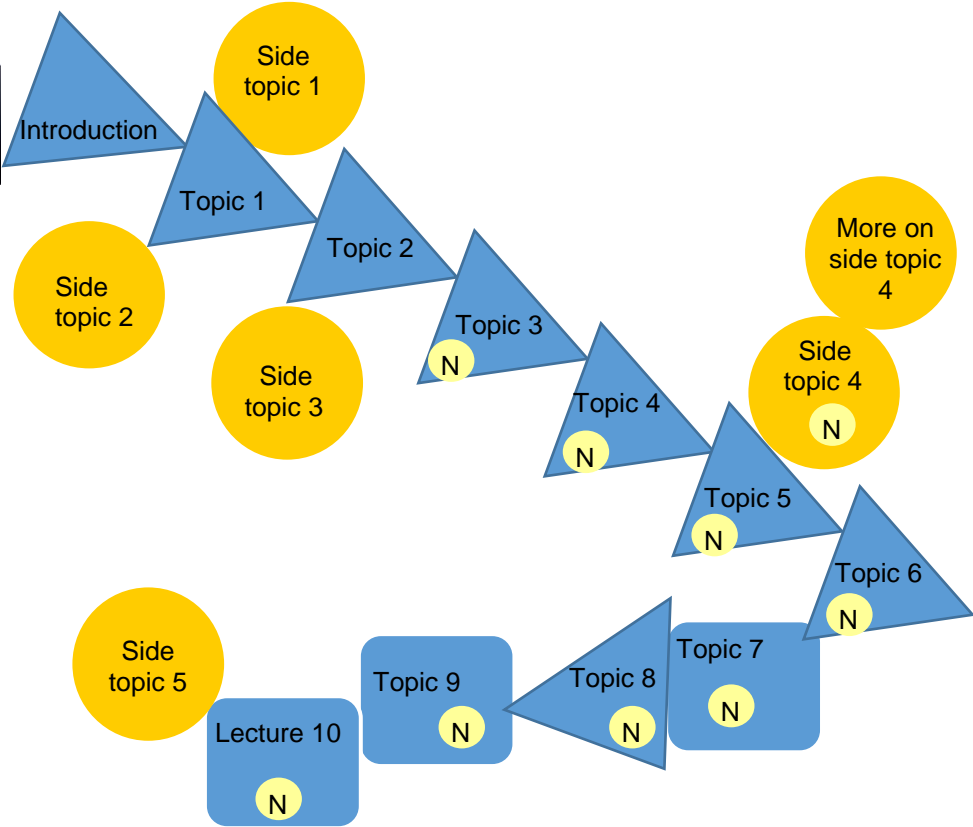 Side
topic 1
Introduction
Topic 1
Topic 2
Side
topic 2
Side
topic 3
Topic 3
N
More on
side topic
4
Side
topic 4
N
Topic 4
N
Topic 5
N
Topic 6
N
Topic 7
N
Topic 8
N
Topic 9
N
Lecture 10
N
Side
topic 5